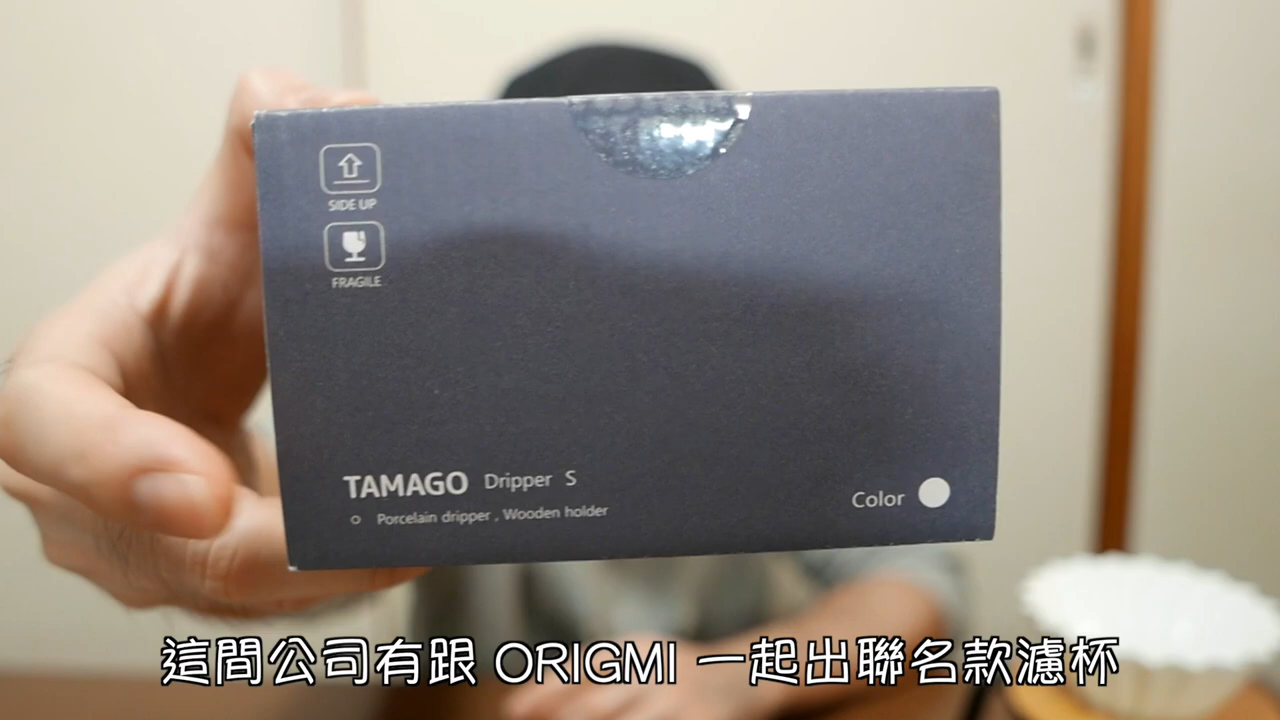 SIDE UP
FRAGILE
TAMAGO Dripper S
Porcelain dripper , Wooden holder
Color
這間公司有跟 ORIGMI 一起出聯名款濾杯